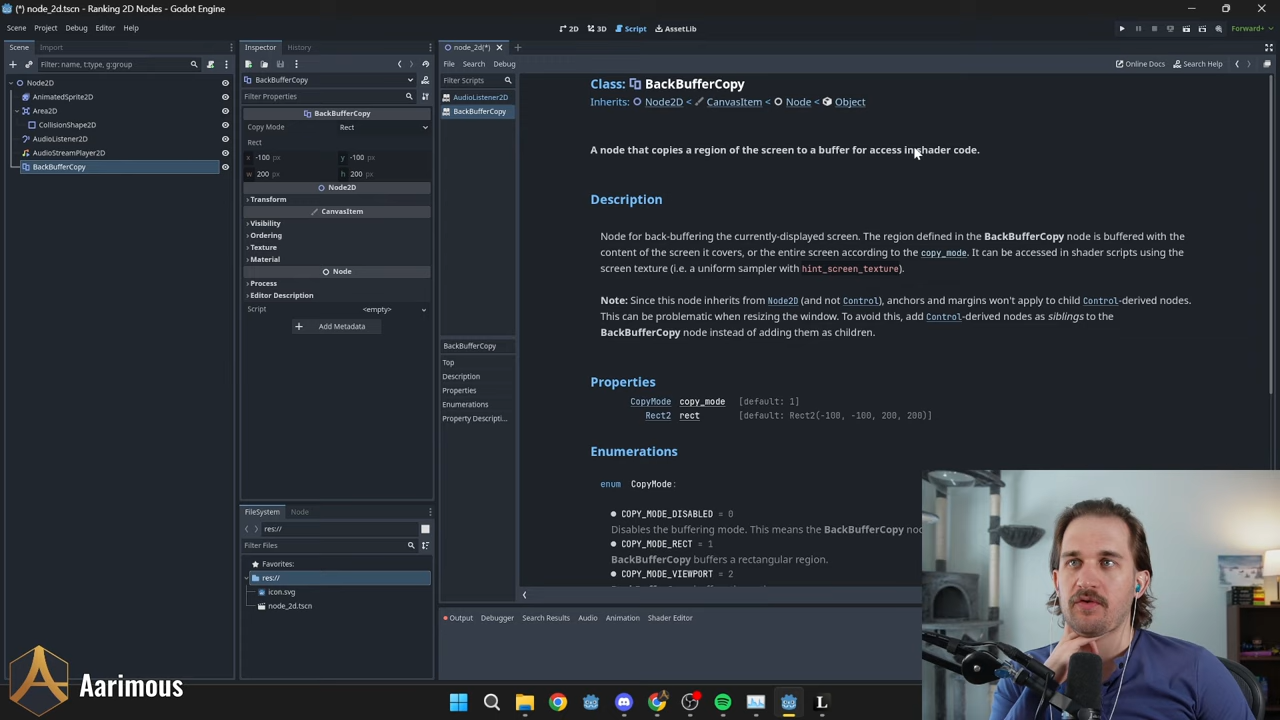 (*) node_2d.tscn - Ranking 2D Nodes - Godot Engine
Scene Project Debug Editor Help
2D 3D Script AssetLib
Forward+
Scene Import
Filter: name, t:type, g:group
Node2D
AnimatedSprite2D
Area2D
CollisionShape2D
AudioListener2D
AudioStreamPlayer2D
BackBufferCopy
Inspector History
BackBufferCopy
Filter Properties
BackBufferCopy
Copy Mode Rect
Rect
x -100 px y -100 px
w 200 px h 200 px
Node2D
Transform
CanvasItem
Visibility
Ordering
Texture
Material
Node
Process
Editor Description
Script <empty>
Add Metadata
FileSystem Node
res://
Filter Files
Favorites:
res://
icon.svg
node_2d.tscn
node_2d(*)
File Search Debug
Online Docs Search Help
Filter Scripts
AudioListener2D
BackBufferCopy
BackBufferCopy
Top
Description
Properties
Enumerations
Property Descripti...
Class: BackBufferCopy
Inherits: Node2D < CanvasItem < Node < Object
A node that copies a region of the screen to a buffer for access in shader code.
Description
Node for back-buffering the currently-displayed screen. The region defined in the BackBufferCopy node is buffered with the
content of the screen it covers, or the entire screen according to the copy_mode. It can be accessed in shader scripts using the
screen texture (i.e. a uniform sampler with hint_screen_texture).
Note: Since this node inherits from Node2D (and not Control), anchors and margins won't apply to child Control-derived nodes.
This can be problematic when resizing the window. To avoid this, add Control-derived nodes as siblings to the
BackBufferCopy node instead of adding them as children.
Properties
CopyMode copy_mode [default: 1]
Rect2 rect [default: Rect2(-100, -100, 200, 200)]
Enumerations
enum CopyMode:
COPY_MODE_DISABLED = 0
Disables the buffering mode. This means the BackBufferCopy
COPY_MODE_RECT = 1
BackBufferCopy buffers a rectangular region.
COPY_MODE_VIEWPORT = 2
Output Debugger Search Results Audio Animation Shader Editor
Aarimous